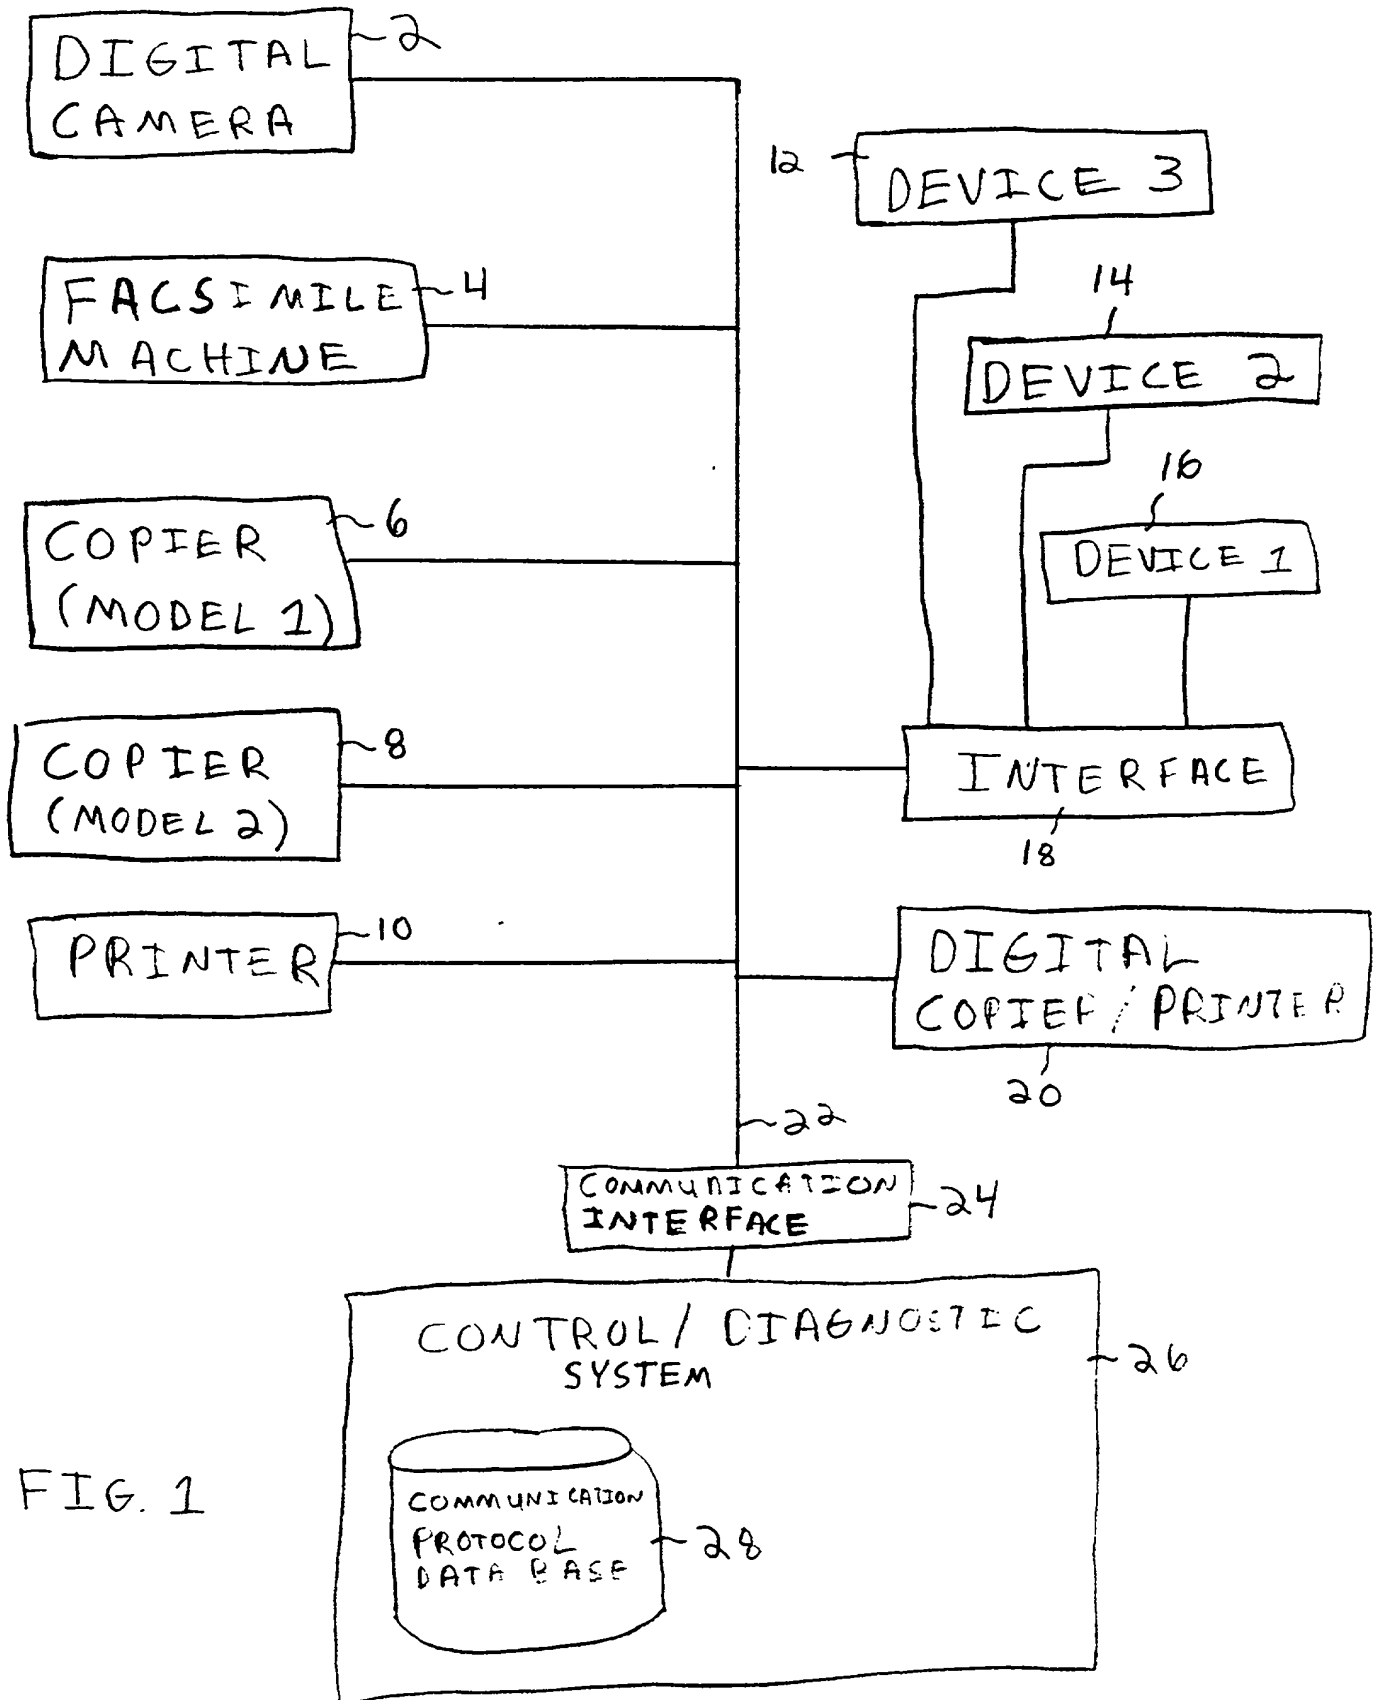 DIGITAL
CAMERA
2
FACSIMILE
MACHINE
4
COPIER
(MODEL 1)
6
COPIER
(MODEL 2)
8
PRINTER
10
12
DEVICE 3
14
DEVICE 2
16
DEVICE 1
INTERFACE
18
DIGITAL
COPIER/PRINTER
20
22
COMMUNICATION
INTERFACE
24
CONTROL/DIAGNOSTIC
SYSTEM
26
COMMUNICATION
PROTOCOL
DATA BASE
28
FIG. 1